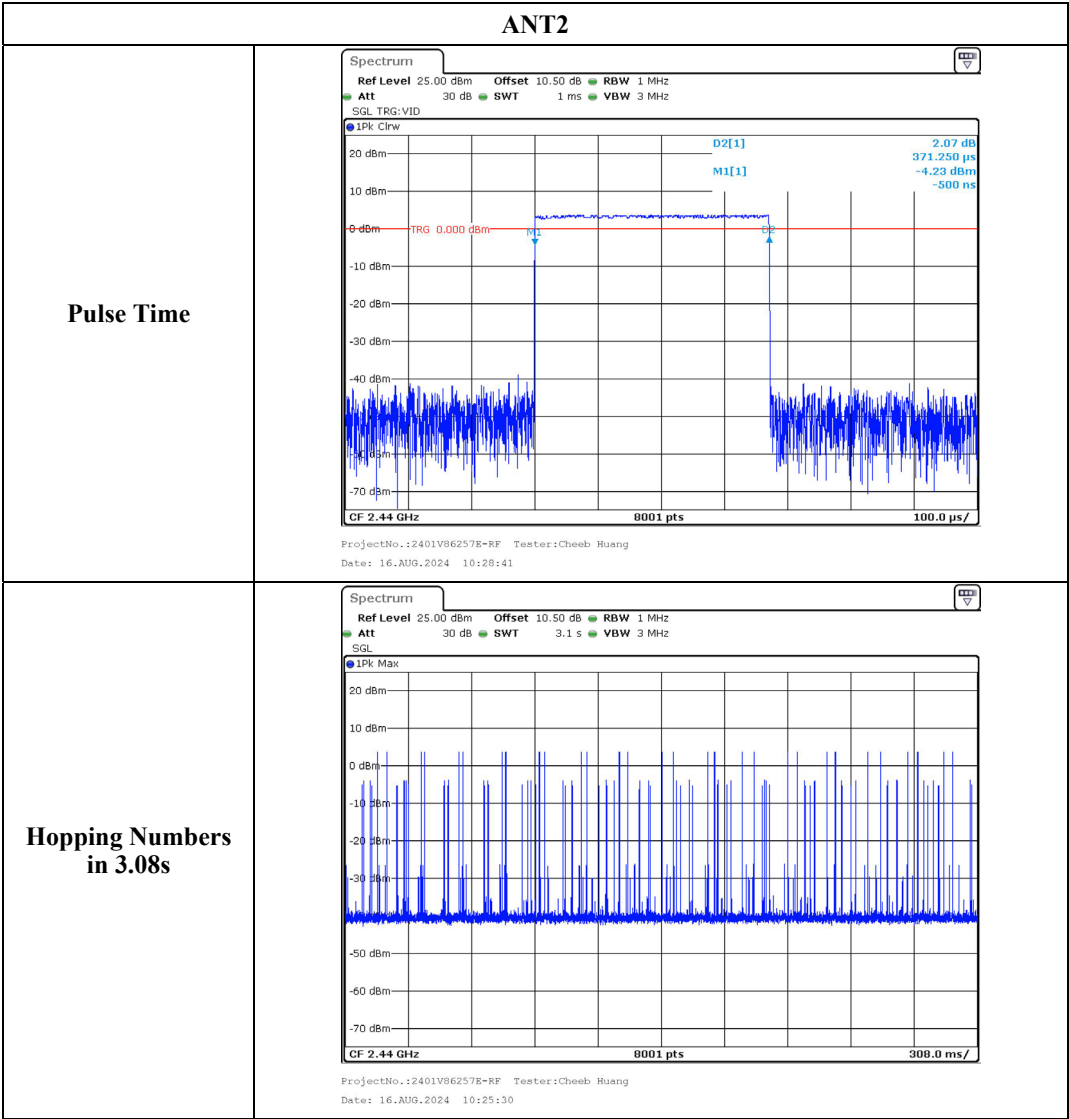 ANT2
Pulse Time
Spectrum
Ref Level 25.00 dBm Offset 10.50 dB RBW 1 MHz
Att 30 dB SWT 1 ms VBW 3 MHz
SGL TRG:VID
1Pk Clrw
D2[1] 2.07 dB
371.250 µs
M1[1] -4.23 dBm
-500 ns
20 dBm
10 dBm
0 dBm
TRG 0.000 dBm
M1
D2
-10 dBm
-20 dBm
-30 dBm
-40 dBm
-70 dBm
CF 2.44 GHz 8001 pts 100.0 µs/
ProjectNo.:2401V86257E-RF Tester:Cheeb Huang
Date: 16.AUG.2024 10:28:41
Hopping Numbers
in 3.08s
Spectrum
Ref Level 25.00 dBm Offset 10.50 dB RBW 1 MHz
Att 30 dB SWT 3.1 s VBW 3 MHz
SGL
1Pk Max
20 dBm
10 dBm
0 dBm
-10 dBm
-20 dBm
-30 dBm
-50 dBm
-60 dBm
-70 dBm
CF 2.44 GHz 8001 pts 308.0 ms/
ProjectNo.:2401V86257E-RF Tester:Cheeb Huang
Date: 16.AUG.2024 10:25:30